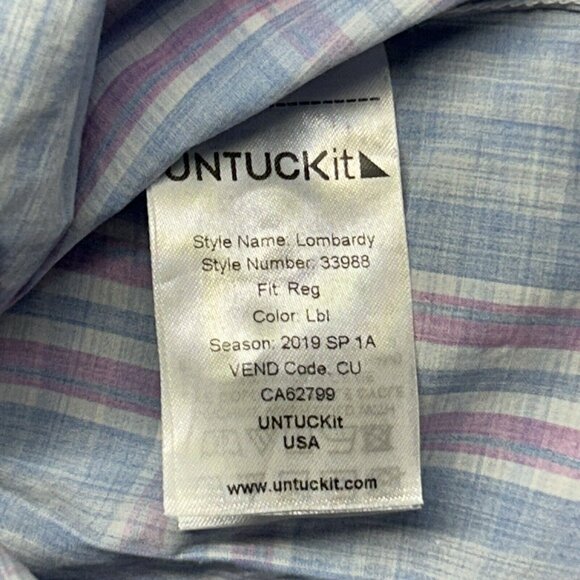 UNTUCKit
Style Name: Lombardy
Style Number: 33988
Fit: Reg
Color: Lbl
Season: 2019 SP 1A
VEND Code: CU
CA62799
UNTUCKit
USA
www.untuckit.com